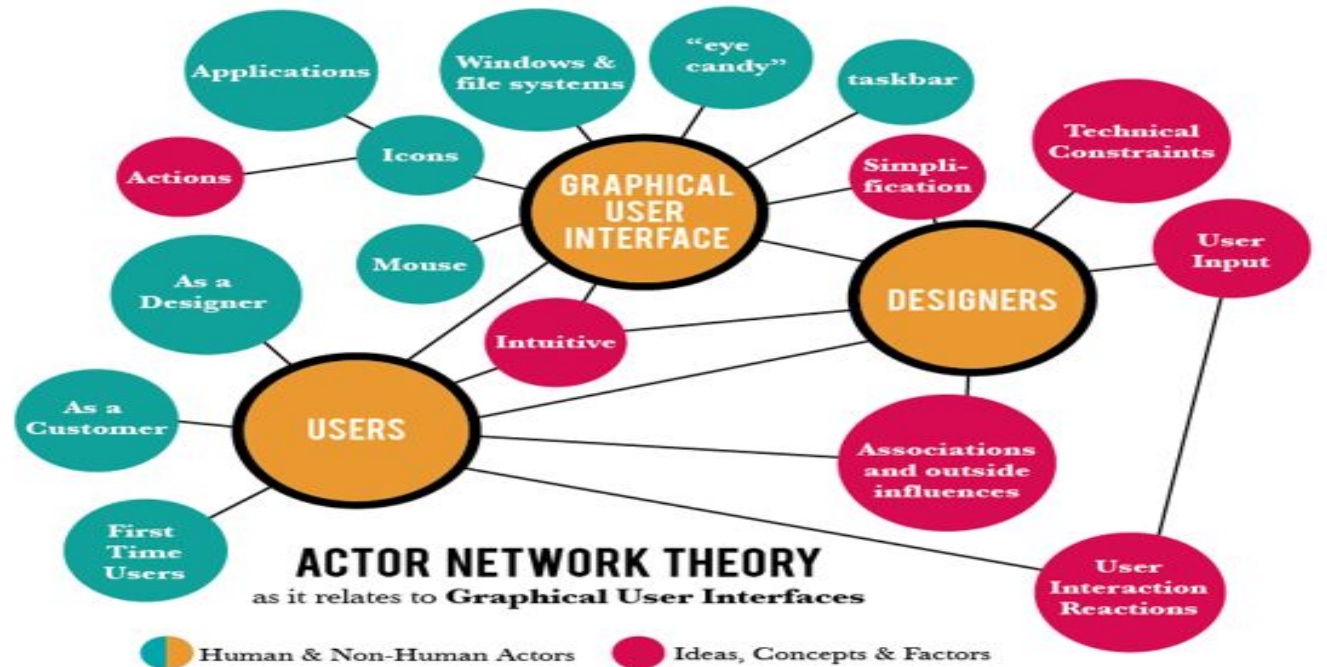 Applications
Windows &
file systems
“eye
candy”
taskbar
Technical
Constraints
Actions
Icons
GRAPHICAL
USER
INTERFACE
Simpli-
fication
User
Input
Mouse
As a
Designer
DESIGNERS
Intuitive
As a
Customer
USERS
Associations
and outside
influences
First
Time
Users
User
Interaction
Reactions
ACTOR NETWORK THEORY
as it relates to Graphical User Interfaces
Human & Non-Human Actors
Ideas, Concepts & Factors